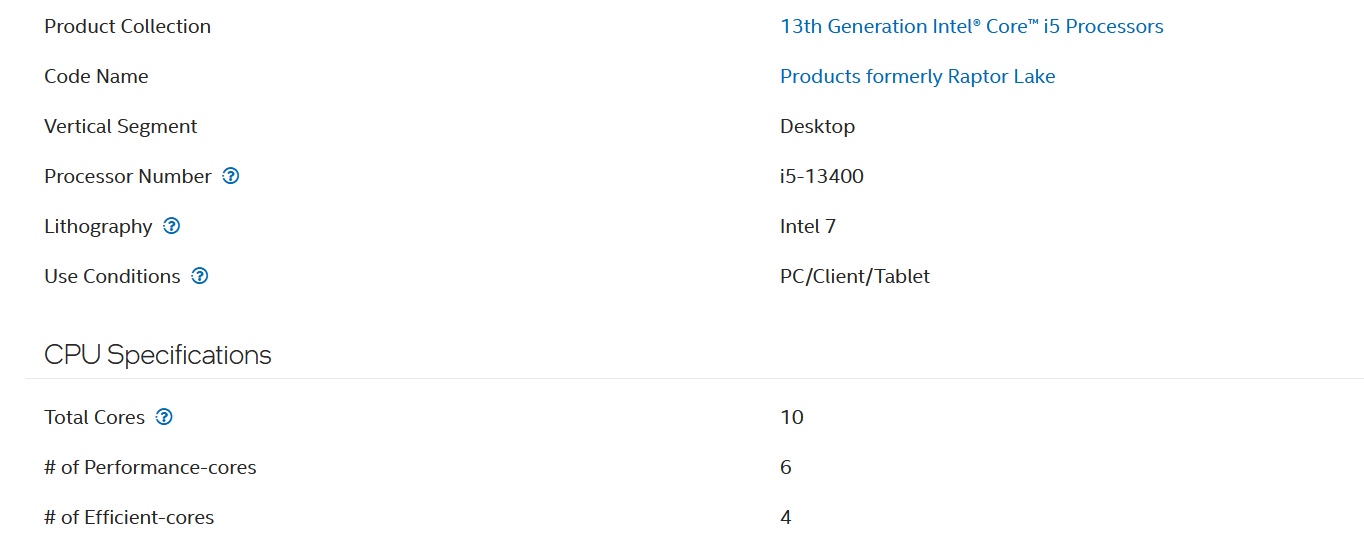 Product Collection 13th Generation Intel® Core™ i5 Processors
Code Name Products formerly Raptor Lake
Vertical Segment Desktop
Processor Number ? i5-13400
Lithography ? Intel 7
Use Conditions ? PC/Client/Tablet
CPU Specifications
Total Cores ? 10
# of Performance-cores 6
# of Efficient-cores 4